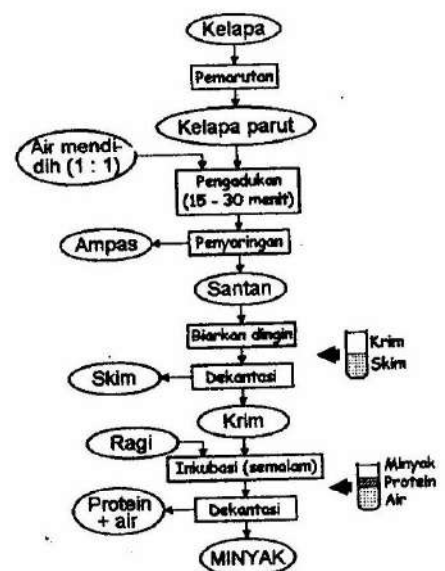 Kelapa
Pemarutan
Kelapa parut
Air mendi-
dih (1 : 1)
Pengadukan
(15 - 30 menit)
Ampas
Penyaringan
Santan
Biarkan dingin
Krim
Skim
Skim
Dekantasi
Krim
Ragi
Inkubasi (semalam)
Minyak
Protein
Air
Protein
+ air
Dekantasi
MINYAK